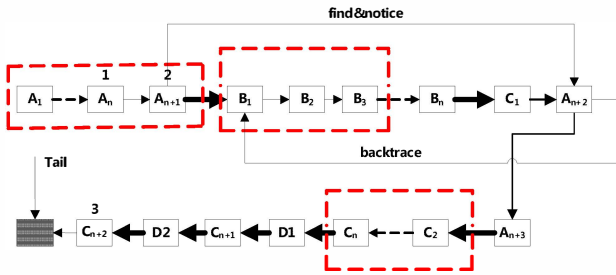 find&notice
1 2
A1 An An+1 B1 B2 B3 Bn C1 An+2
backtrace
Tail
3
Cn+2 D2 Cn+1 D1 Cn C2 An+3